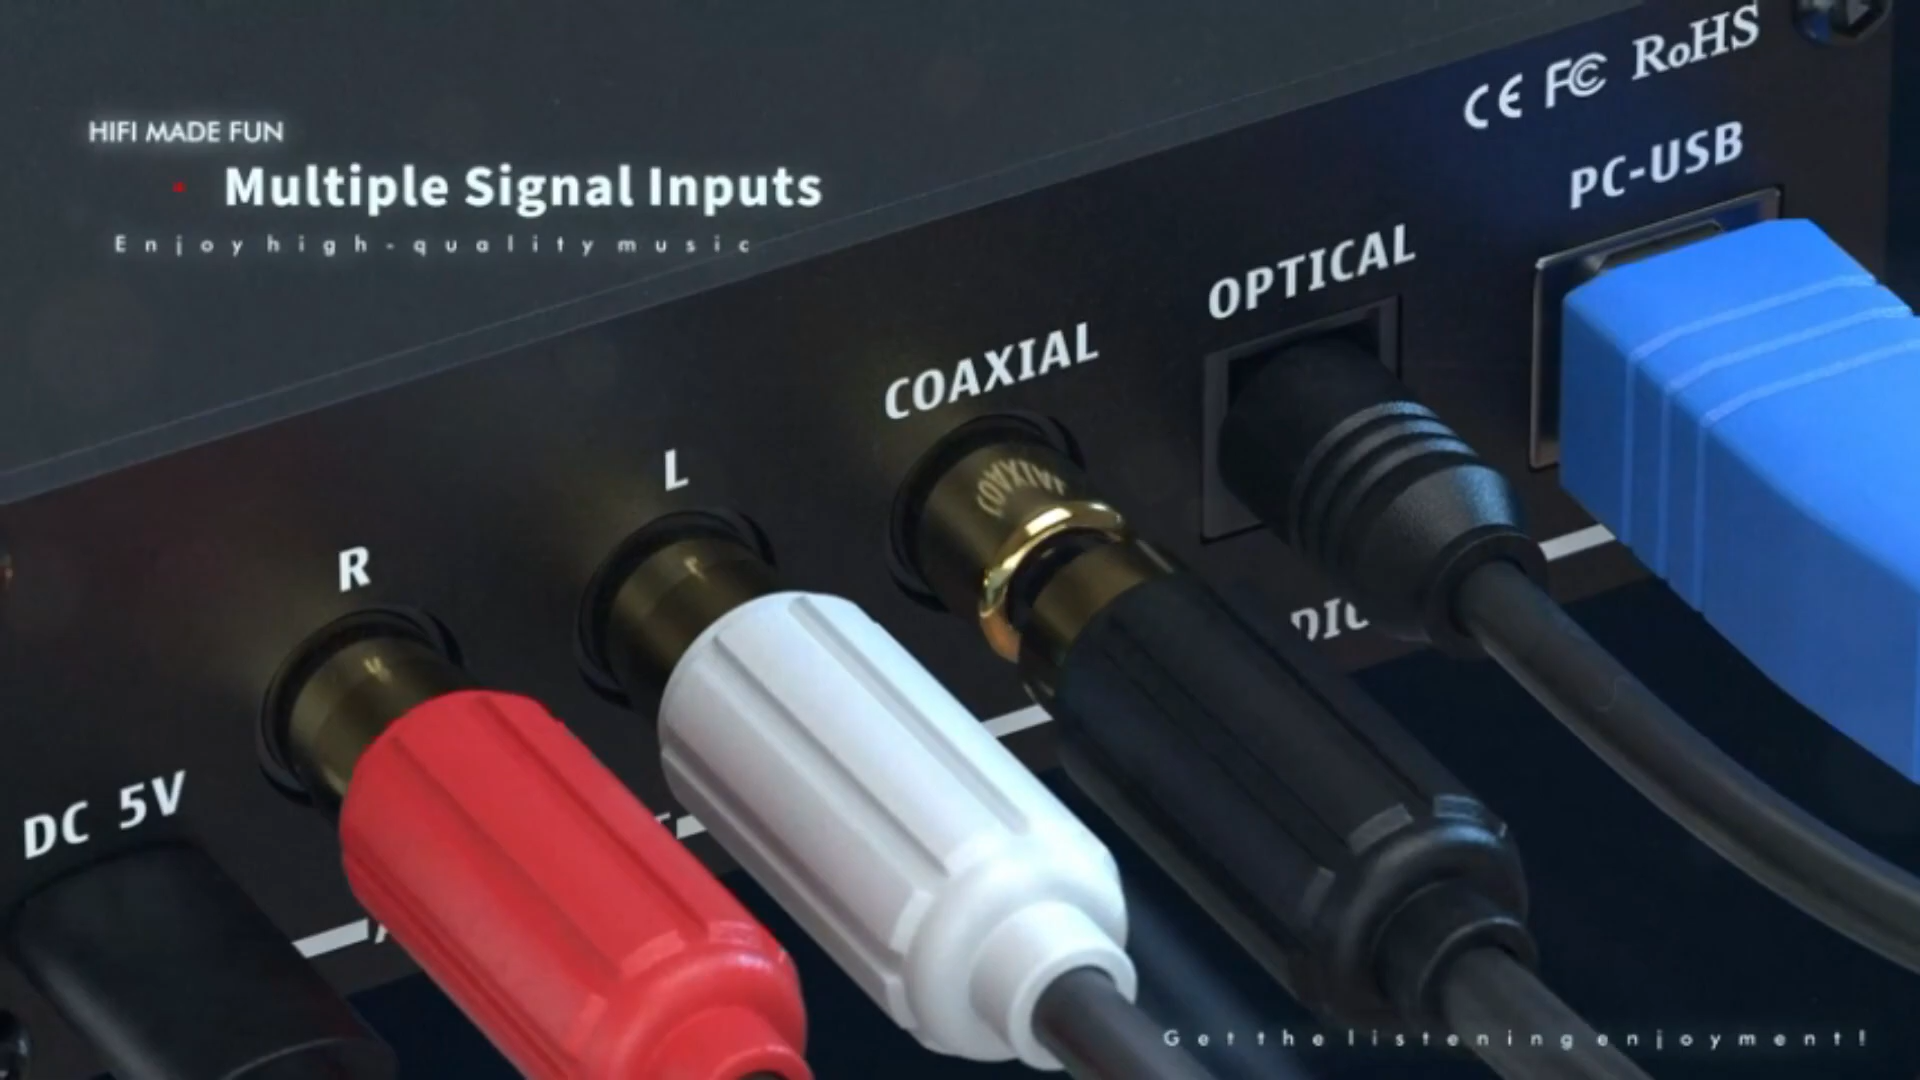 HIFI MADE FUN
Multiple Signal Inputs
Enjoy high-quality music
CE FC RoHS
PC-USB
OPTICAL
COAXIAL
COAXIAL
L
R
DC 5V
Get the listening enjoyment!